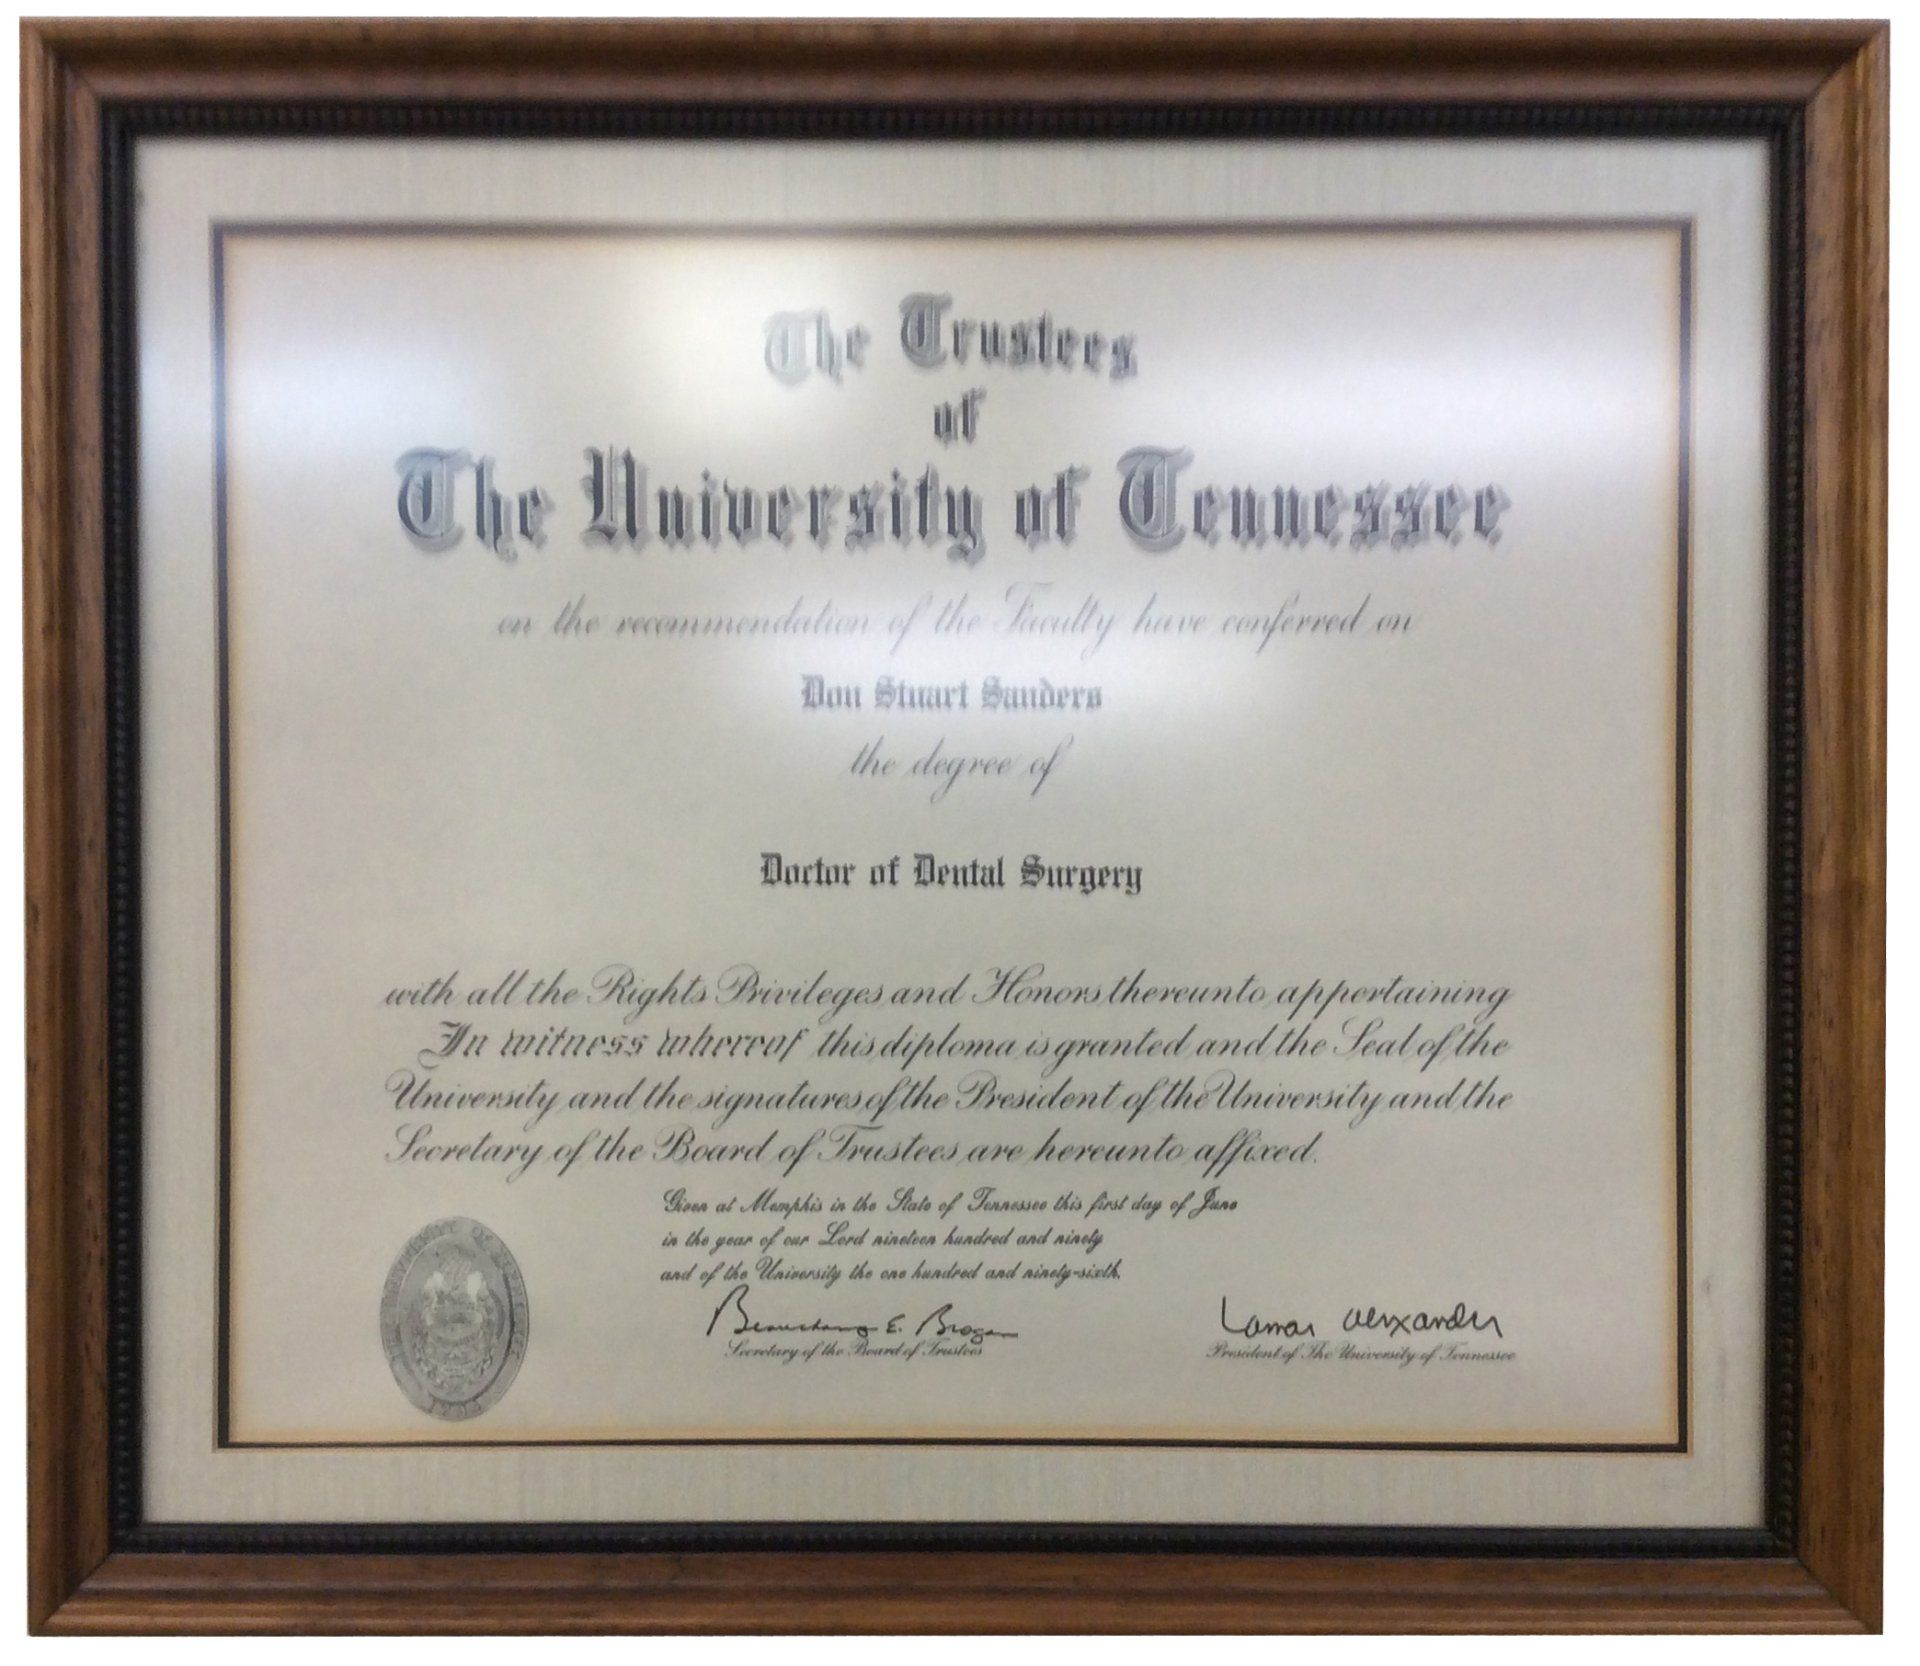 The Trustees
of
The University of Tennessee
on the recommendation of the Faculty have conferred on
Don Stuart Sanders
the degree of
Doctor of Dental Surgery
with all the Rights Privileges and Honors thereunto appertaining
In witness whereof this diploma is granted and the Seal of the
University and the signatures of the President of the University and the
Secretary of the Board of Trustees are hereunto affixed.
Given at Memphis in the State of Tennessee this first day of June
in the year of our Lord nineteen hundred and ninety
and of the University the one hundred and ninety-sixth.
E. Brogan
Secretary of the Board of Trustees
Lamar Alexander
President of The University of Tennessee